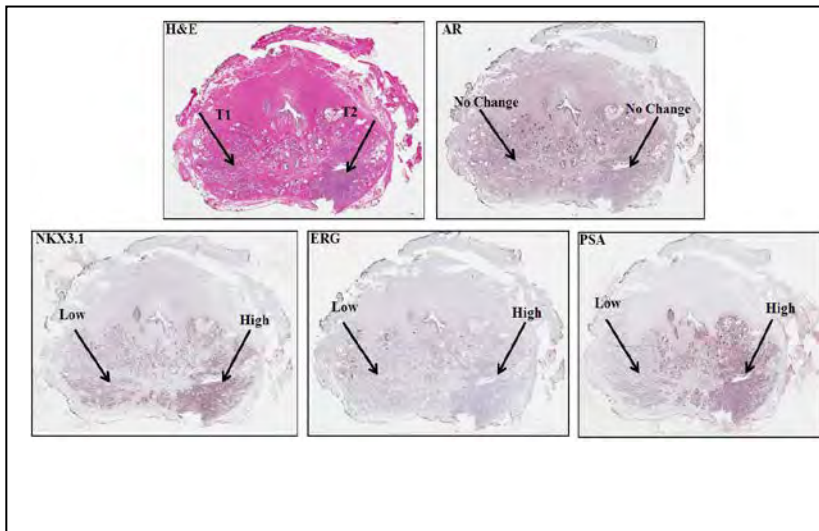 H&E
T1
T2
AR
No Change
No Change
NKX3.1
Low
High
ERG
Low
High
PSA
Low
High